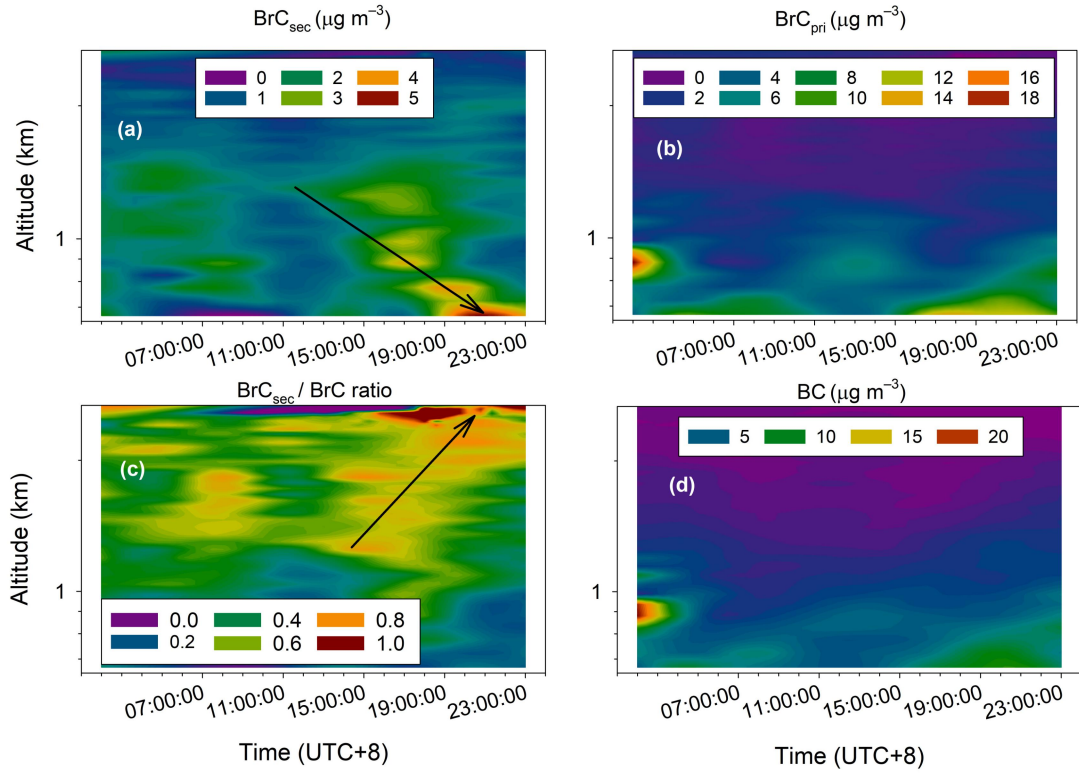 BrC_sec (μg m⁻³)
BrC_pri (μg m⁻³)
0 2 4
1 3 5
0 4 8 12 16
2 6 10 14 18
(a)
(b)
Altitude (km)
1
1
07:00:00 11:00:00 15:00:00 19:00:00 23:00:00
07:00:00 11:00:00 15:00:00 19:00:00 23:00:00
BrC_sec / BrC ratio
BC (μg m⁻³)
5 10 15 20
(c)
(d)
Altitude (km)
1
1
0.0 0.4 0.8
0.2 0.6 1.0
07:00:00 11:00:00 15:00:00 19:00:00 23:00:00
07:00:00 11:00:00 15:00:00 19:00:00 23:00:00
Time (UTC+8)
Time (UTC+8)